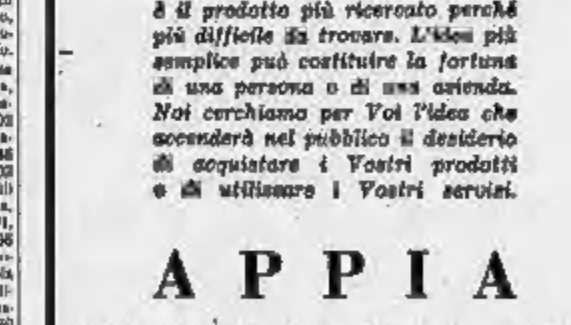 è il prodotto più ricercato perché
più difficile da trovare. L'idea più
semplice può costituire la fortuna
di una persona o di una azienda.
Noi cerchiamo per Voi l'idea che
accenderà nel pubblico il desiderio
di acquistare i Vostri prodotti
o di utilizzare i Vostri servizi.
APPIA